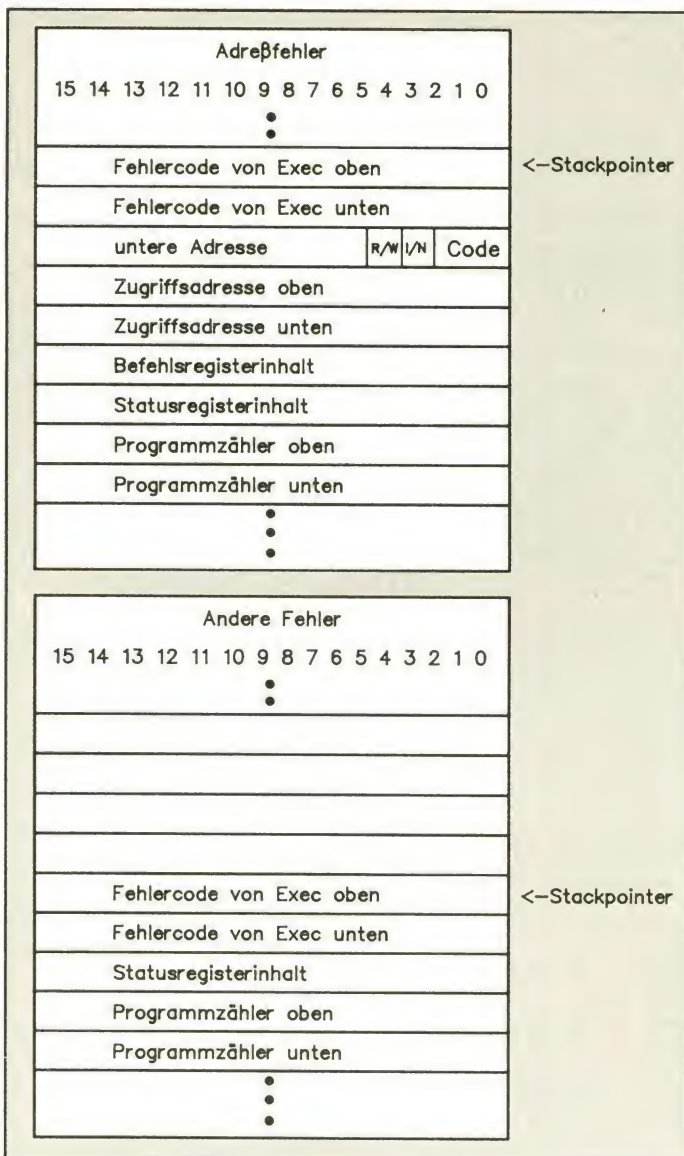 Adreβfehler
15 14 13 12 11 10 9 8 7 6 5 4 3 2 1 0
Fehlercode von Exec oben <-Stackpointer
Fehlercode von Exec unten
untere Adresse R/W I/N Code
Zugriffsadresse oben
Zugriffsadresse unten
Befehlsregisterinhalt
Statusregisterinhalt
Programmzähler oben
Programmzähler unten
Andere Fehler
15 14 13 12 11 10 9 8 7 6 5 4 3 2 1 0
Fehlercode von Exec oben <-Stackpointer
Fehlercode von Exec unten
Statusregisterinhalt
Programmzähler oben
Programmzähler unten